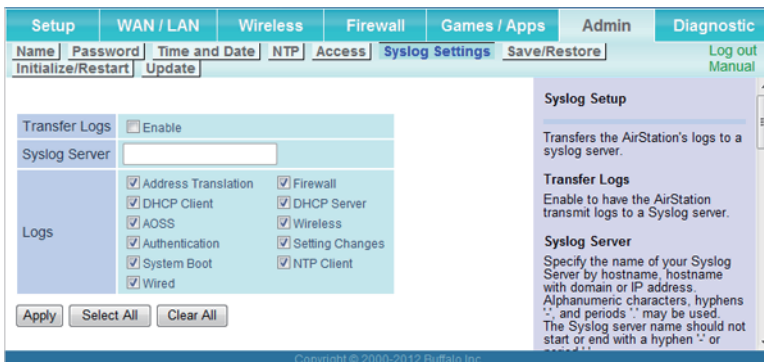 Setup WAN / LAN Wireless Firewall Games / Apps Admin Diagnostic
Name Password Time and Date NTP Access Syslog Settings Save/Restore Log out
Initialize/Restart Update Manual
Transfer Logs Enable
Syslog Server
Logs
Address Translation Firewall
DHCP Client DHCP Server
AOSS Wireless
Authentication Setting Changes
System Boot NTP Client
Wired
Apply Select All Clear All
Syslog Setup
Transfers the AirStation's logs to a
syslog server.
Transfer Logs
Enable to have the AirStation
transmit logs to a Syslog server.
Syslog Server
Specify the name of your Syslog
Server by hostname, hostname
with domain or IP address.
Alphanumeric characters, hyphens
'-', and periods '.' may be used.
The Syslog server name should not
start or end with a hyphen '-' or
period '.'.
Copyright © 2000-2012 Buffalo Inc.